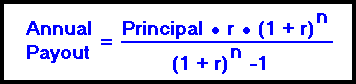 Annual Payout = Principal • r • (1 + r)^n
(1 + r)^n -1